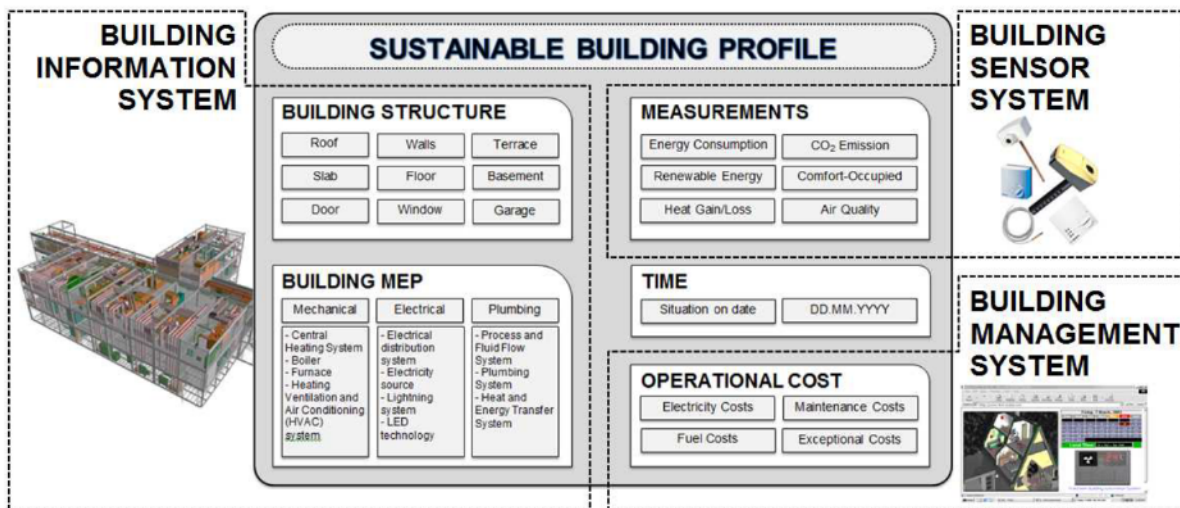 BUILDING
INFORMATION
SYSTEM
SUSTAINABLE BUILDING PROFILE
BUILDING
SENSOR
SYSTEM
BUILDING STRUCTURE
Roof
Walls
Terrace
Slab
Floor
Basement
Door
Window
Garage
MEASUREMENTS
Energy Consumption
CO₂ Emission
Renewable Energy
Comfort-Occupied
Heat Gain/Loss
Air Quality
BUILDING MEP
Mechanical
Electrical
Plumbing
- Central
Heating System
- Boiler
- Furnace
- Heating
Ventilation and
Air Conditioning
(HVAC)
system
- Electrical
distribution
system
- Electricity
source
- Lightning
system
- LED
technology
- Process and
Fluid Flow
System
- Plumbing
System
- Heat and
Energy Transfer
System
TIME
Situation on date
DD.MM.YYYY
OPERATIONAL COST
Electricity Costs
Maintenance Costs
Fuel Costs
Exceptional Costs
BUILDING
MANAGEMENT
SYSTEM